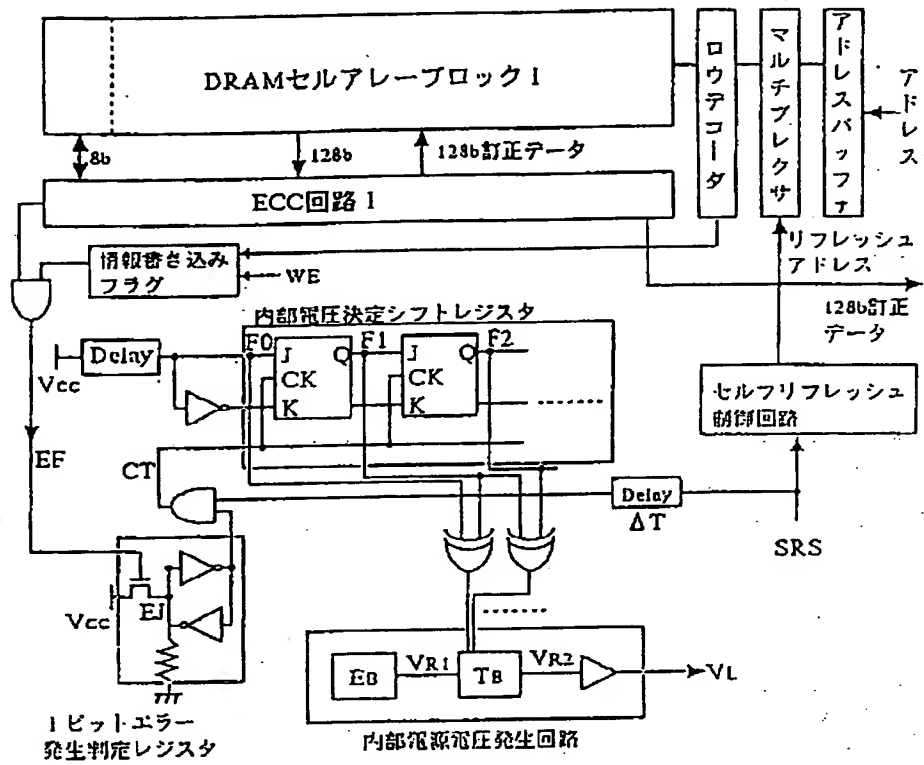 DRAMセルアレーブロック1
ロウデコーダ
マルチプレクサ
アドレスバッファ
アドレス
8b
128b
128b訂正データ
ECC回路1
リフレッシュ
アドレス
情報書き込み
フラグ
WE
128b訂正
データ
内部電圧決定シフトレジスタ
Delay
Vcc
F0
J
Q
CK
K
F1
J
Q
CK
K
F2
セルフリフレッシュ
制御回路
EF
CT
Delay
ΔT
SRS
Vcc
EJ
EB
VR1
TB
VR2
VL
1ビットエラー
発生判定レジスタ
内部電源電圧発生回路